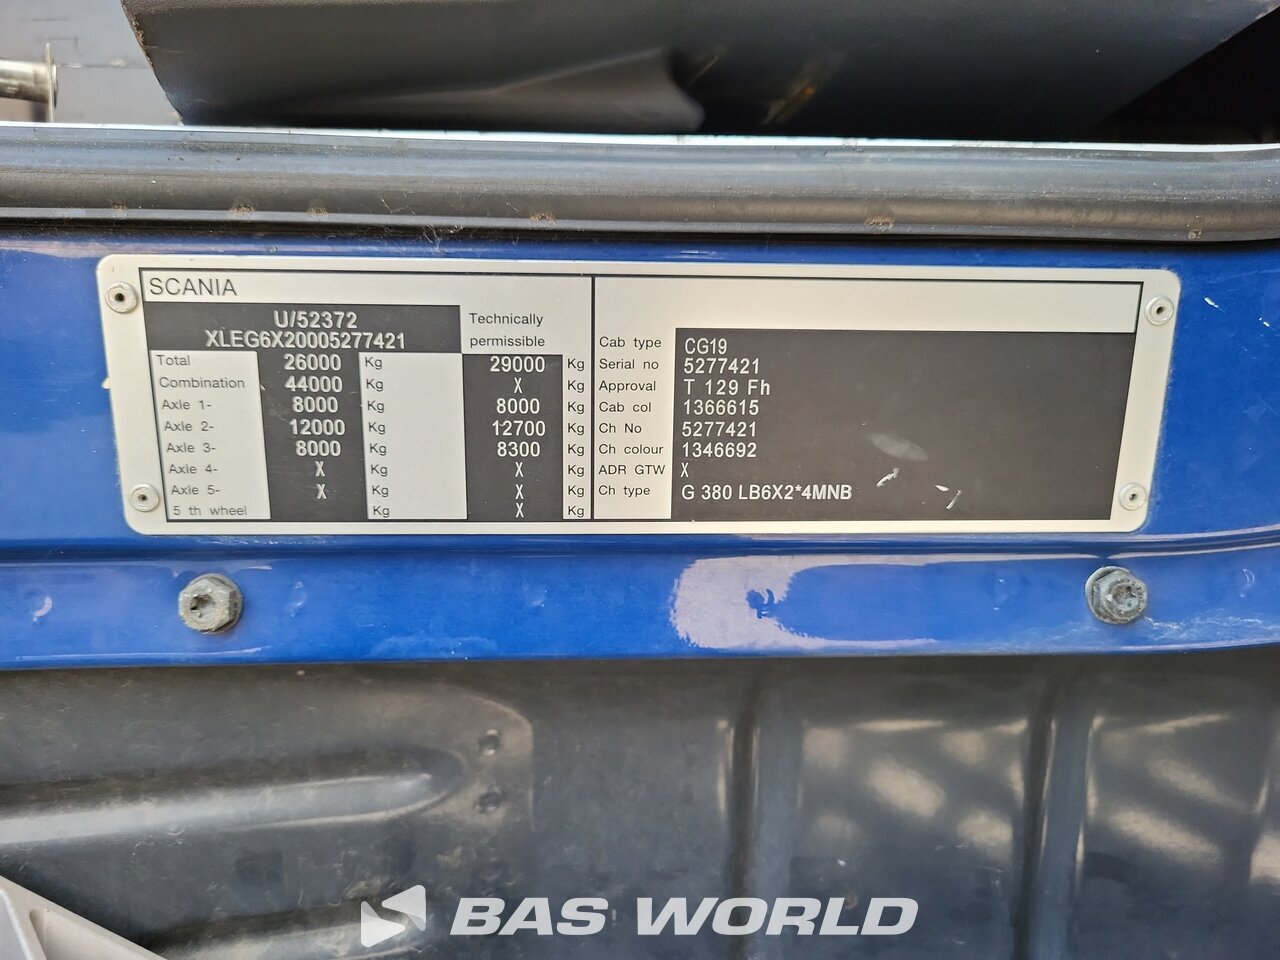 SCANIA
U/52372
XLEG6X20005277421
Technically permissible
Total 26000 Kg 29000 Kg
Combination 44000 Kg X Kg
Axle 1- 8000 Kg 8000 Kg
Axle 2- 12000 Kg 12700 Kg
Axle 3- 8000 Kg 8300 Kg
Axle 4- X Kg X Kg
Axle 5- X Kg X Kg
5 th wheel Kg X Kg
Cab type CG19
Serial no 5277421
Approval T 129 Fh
Cab col 1366615
Ch No 5277421
Ch colour 1346692
ADR GTW X
Ch type G 380 LB6X2*4MNB
BAS WORLD